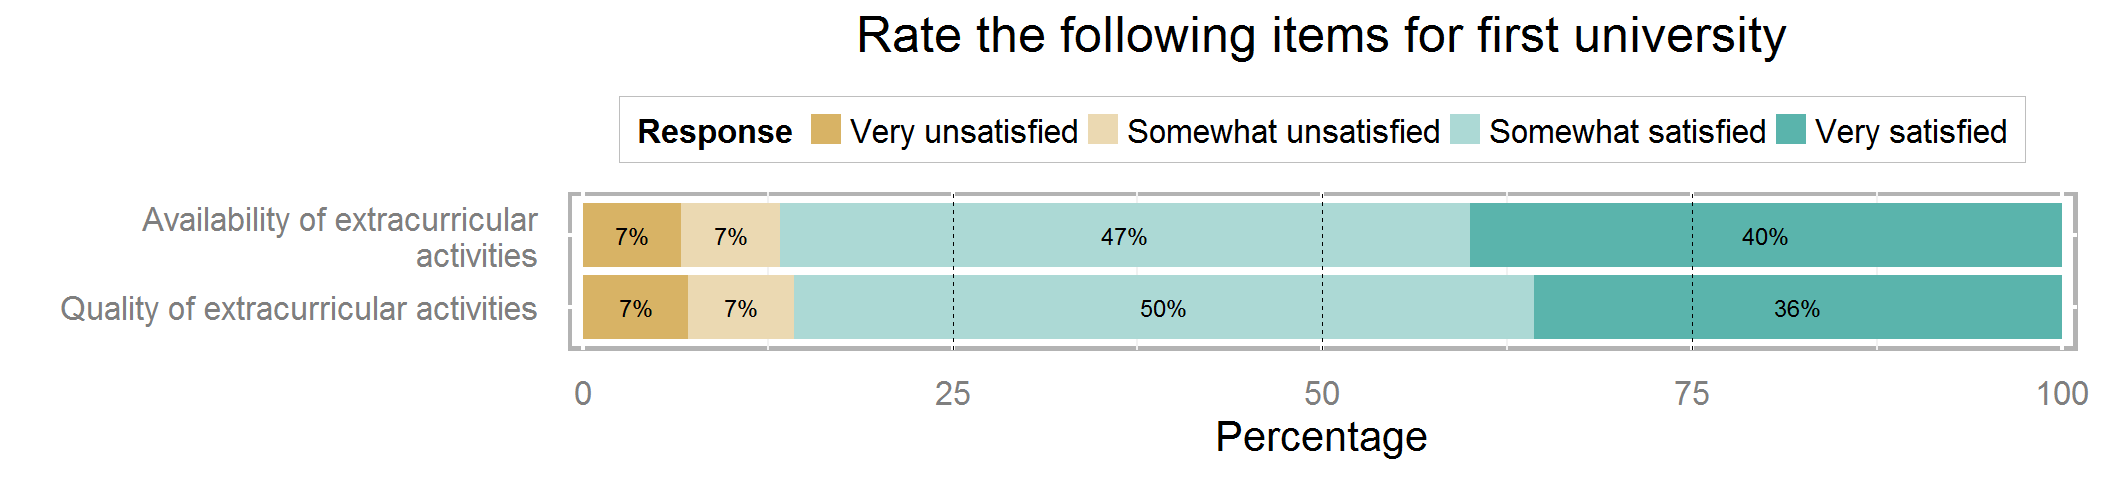 Rate the following items for first university
Response Very unsatisfied Somewhat unsatisfied Somewhat satisfied Very satisfied
Availability of extracurricular
activities
7% 7% 47% 40%
Quality of extracurricular activities
7% 7% 50% 36%
0 25 50 75 100
Percentage